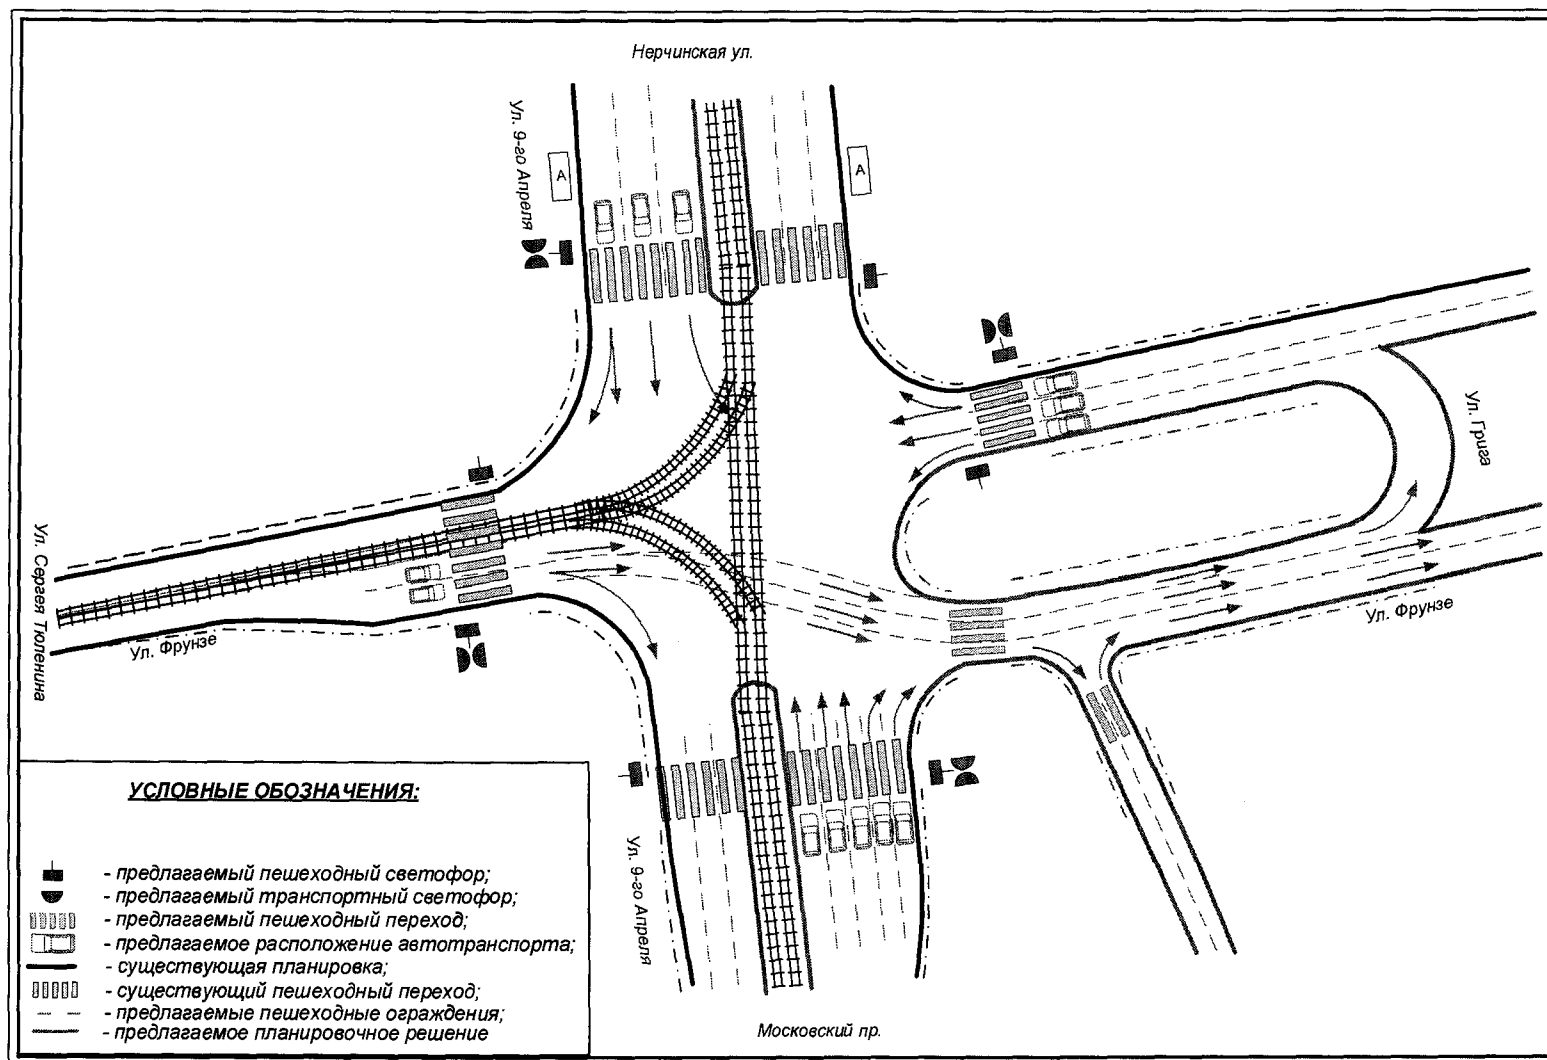 Нерчинская ул.
Ул. 9-го Апреля
А
А
Ул. Грига
Ул. Сергея Тюленина
Ул. Фрунзе
Ул. Фрунзе
Ул. 9-го Апреля
Московский пр.
УСЛОВНЫЕ ОБОЗНАЧЕНИЯ:
- предлагаемый пешеходный светофор;
- предлагаемый транспортный светофор;
- предлагаемый пешеходный переход;
- предлагаемое расположение автотранспорта;
- существующая планировка;
- существующий пешеходный переход;
- предлагаемые пешеходные ограждения;
- предлагаемое планировочное решение